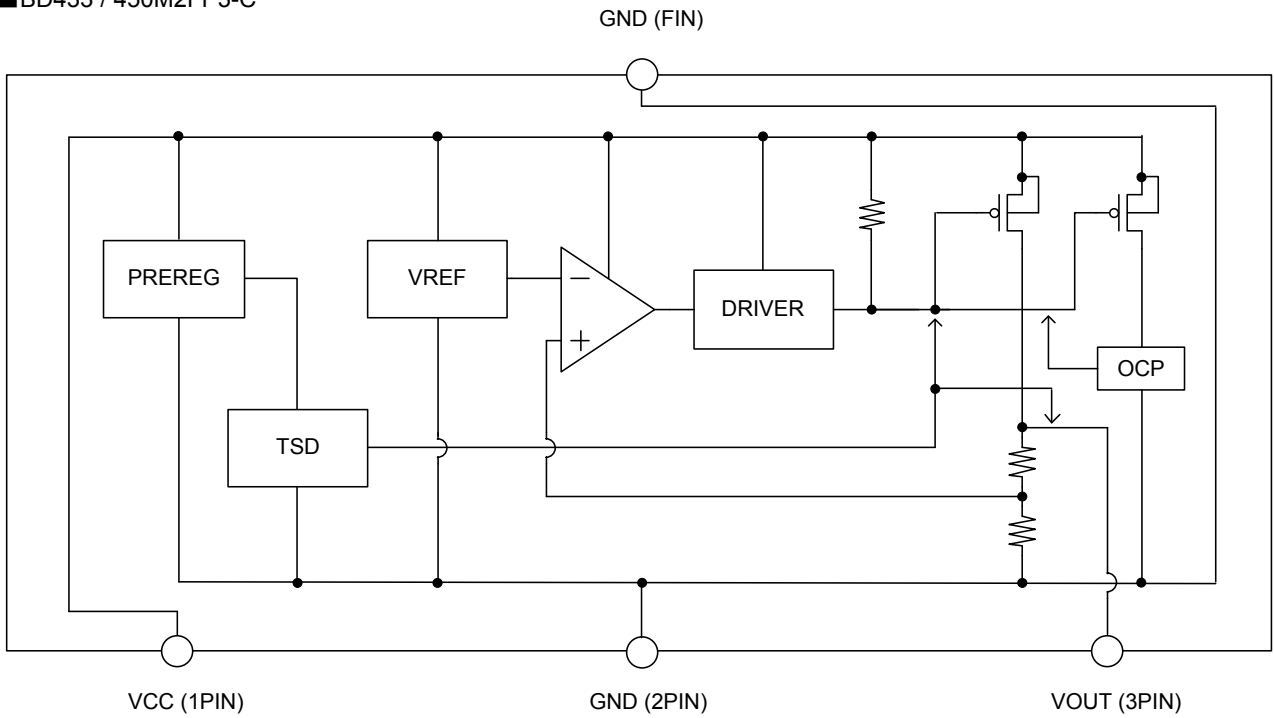 GND (FIN)
PREREG
VREF
DRIVER
OCP
TSD
VCC (1PIN)
GND (2PIN)
VOUT (3PIN)